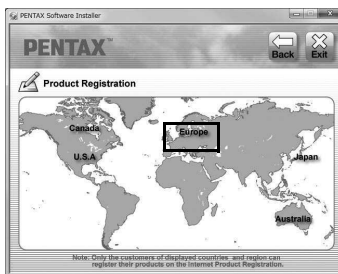 PENTAX Software Installer
PENTAX™
Back
Exit
Product Registration
Canada
Europe
U.S.A
Japan
Australia
Note: Only the customers of displayed countries and region can
register their products on the Internet Product Registration.